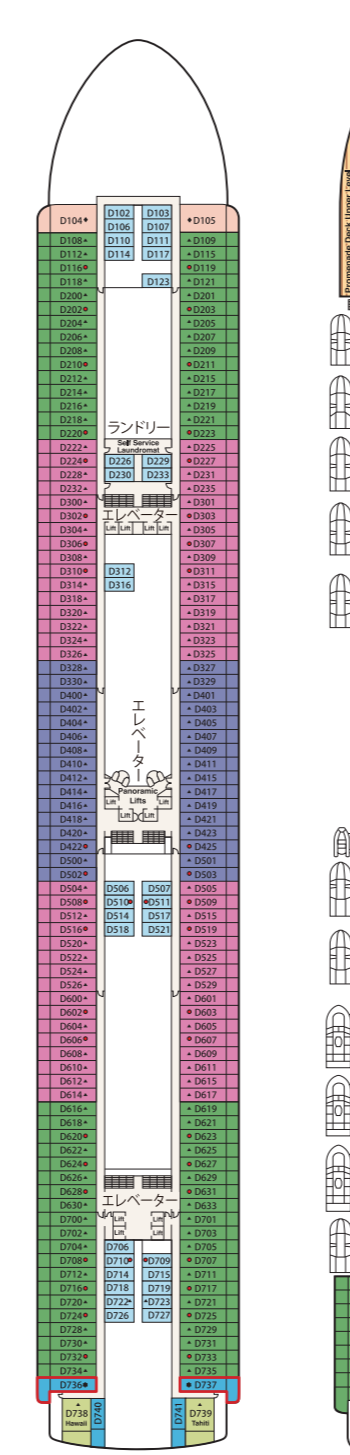 D104♦ D102 D103 ♦D105
D106 D107
D108▲ D110 D111 ▲D109
D112▲ D114 D117 ▲D115
D116● ●D119
D118▲ D123 ▲D121
D200▲ ▲D201
D202● ●D203
D204▲ ▲D205
D206▲ ▲D207
D208▲ ▲D209
D210● ●D211
D212▲ ▲D215
D214▲ ▲D217
D216▲ ▲D219
D218▲ ▲D221
D220● ランドリー ●D223
D222▲ Self Service Laundromat ▲D225
D224● D226 D229 ●D227
D228▲ D230 D233 ▲D231
D232▲ ▲D235
D300▲ ▲D301
D302● エレベーター ●D303
D304▲ Lift Lift Lift Lift ▲D305
D306● ●D307
D308▲ ▲D309
D310● D312 ●D311
D314▲ D316 ▲D315
D318▲ ▲D317
D320▲ ▲D319
D322▲ ▲D321
D324▲ ▲D323
D326▲ ▲D325
D328▲ ▲D327
D330▲ ▲D329
D400▲ ▲D401
D402▲ ▲D403
D404▲ ▲D405
D406▲ エレベーター ▲D407
D408▲ ▲D409
D410▲ ▲D411
D412▲ ▲D415
D414▲ Panoramic ▲D417
D416▲ Lift Lifts Lift ▲D419
D418▲ Lift Lift ▲D421
D420▲ ▲D423
D422● ●D425
D500▲ ▲D501
D502● ●D503
D504▲ D506 D507 ▲D505
D508● D510● ●D511 ●D509
D512▲ D514 D517 ▲D515
D516● D518 D521 ●D519
D520▲ ▲D523
D522▲ ▲D525
D524▲ ▲D527
D526▲ ▲D529
D600▲ ▲D601
D602● ●D603
D604▲ ▲D605
D606● ●D607
D608▲ ▲D609
D610▲ ▲D611
D612▲ ▲D615
D614▲ ▲D617
D616▲ ▲D619
D618▲ ▲D621
D620● ●D623
D622▲ ▲D625
D624● ●D627
D626▲ ▲D629
D628● ●D631
D630▲ エレベーター ▲D633
D700▲ Lift Lift ▲D701
D702▲ Lift Lift ▲D703
D704▲ D706 ▲D705
D708● D710● ●D709 ●D707
D712▲ D714 D715 ▲D711
D716● D718 D719 ●D717
D720▲ D722▲ ▲D723 ▲D721
D724● D726 D727 ●D725
D728▲ ▲D729
D730▲ ▲D731
D732● ●D733
D734▲ ▲D735
D736● ●D737
D738 D740 D741 D739
Hawaii Tahiti
Promenade Deck Upper Level